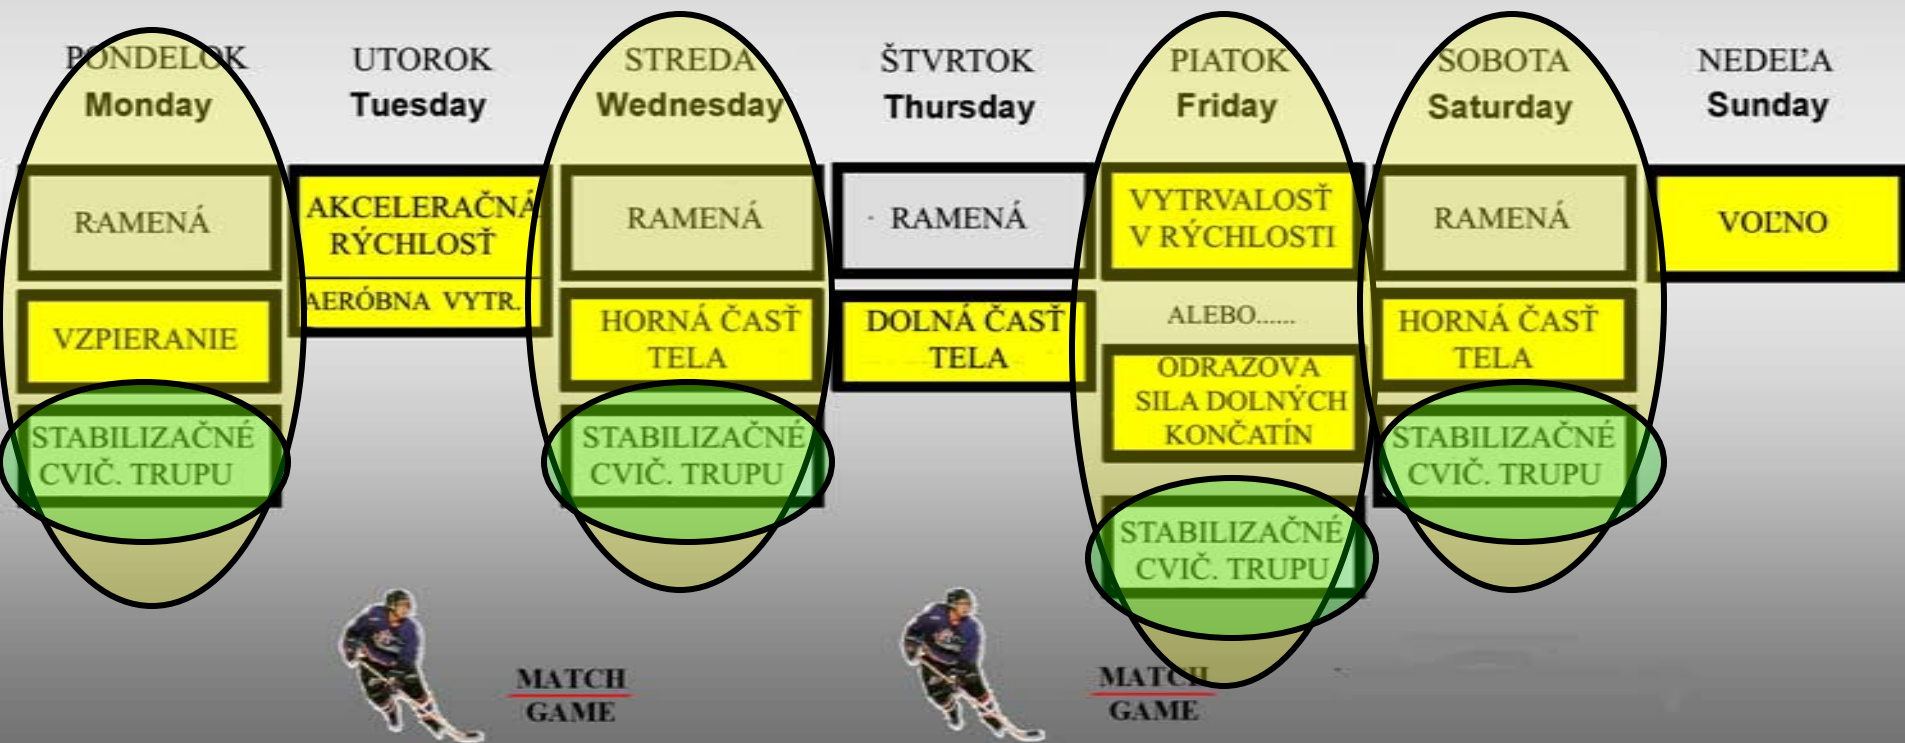 PONDELOK
Monday
RAMENÁ
VZPIERANIE
STABILIZAČNÉ
CVIČ. TRUPU
UTOROK
Tuesday
AKCELERAČNÁ
RÝCHLOSŤ
AERÓBNA VYTR.
STREDA
Wednesday
RAMENÁ
HORNÁ ČASŤ
TELA
STABILIZAČNÉ
CVIČ. TRUPU
ŠTVRTOK
Thursday
RAMENÁ
DOLNÁ ČASŤ
TELA
PIATOK
Friday
VYTRVALOSŤ
V RÝCHLOSTI
ALEBO......
ODRAZOVA
SILA DOLNÝCH
KONČATÍN
STABILIZAČNÉ
CVIČ. TRUPU
SOBOTA
Saturday
RAMENÁ
HORNÁ ČASŤ
TELA
STABILIZAČNÉ
CVIČ. TRUPU
NEDEĽA
Sunday
VOĽNO
MATCH
GAME
MATCH
GAME